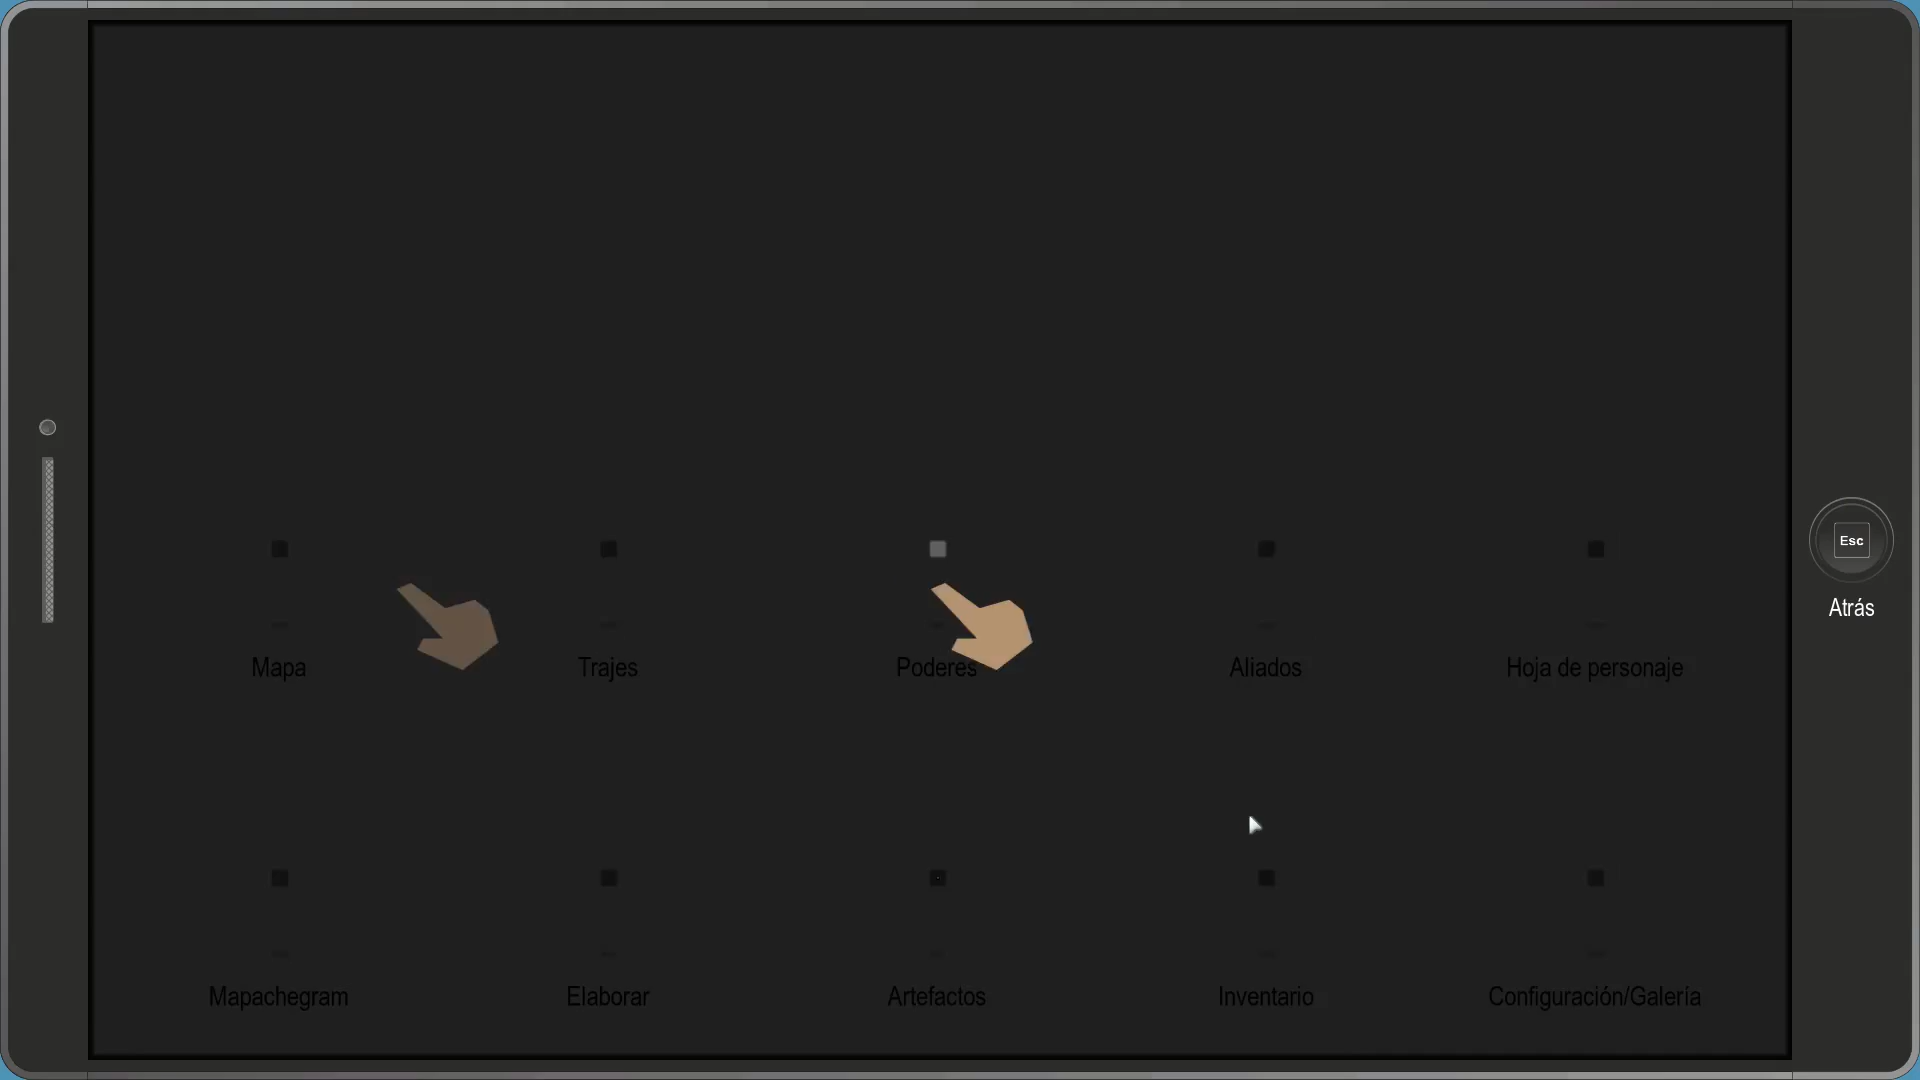 Esc
Atrás
Mapa
Trajes
Poderes
Aliados
Hoja de personaje
Mapachegram
Elaborar
Artefactos
Inventario
Configuración/Galería